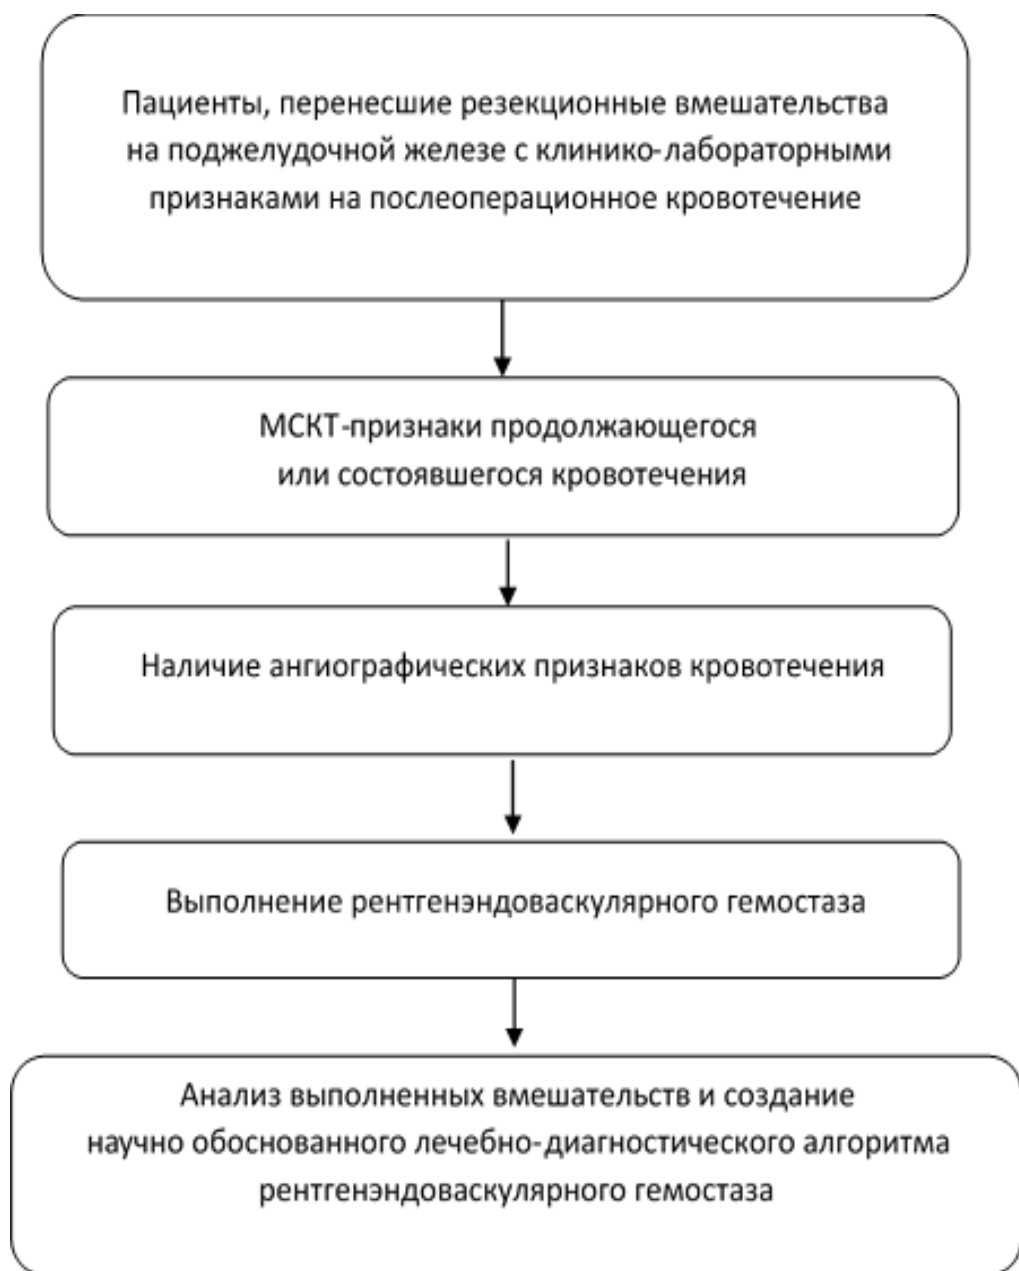 Пациенты, перенесшие резекционные вмешательства
на поджелудочной железе с клинико-лабораторными
признаками на послеоперационное кровотечение
МСКТ-признаки продолжающегося
или состоявшегося кровотечения
Наличие ангиографических признаков кровотечения
Выполнение рентгенэндоваскулярного гемостаза
Анализ выполненных вмешательств и создание
научно обоснованного лечебно-диагностического алгоритма
рентгенэндоваскулярного гемостаза